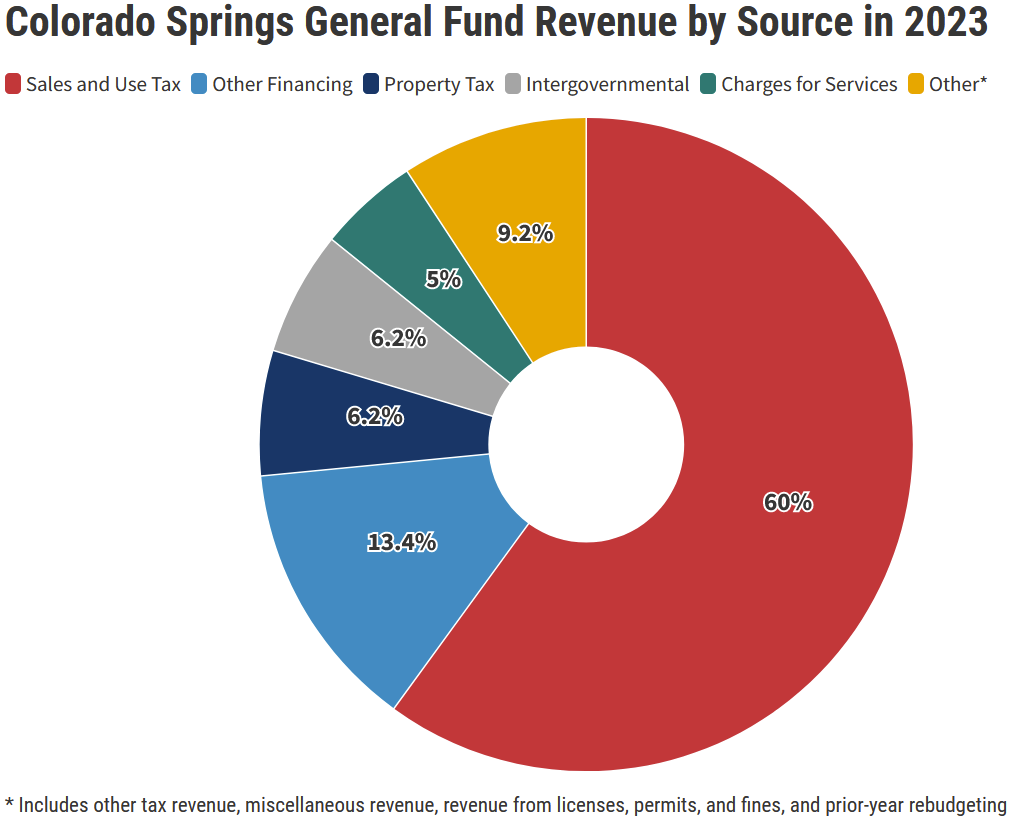 Colorado Springs General Fund Revenue by Source in 2023
Sales and Use Tax Other Financing Property Tax Intergovernmental Charges for Services Other*
9.2%
5%
6.2%
6.2%
60%
13.4%
* Includes other tax revenue, miscellaneous revenue, revenue from licenses, permits, and fines, and prior-year rebudgeting